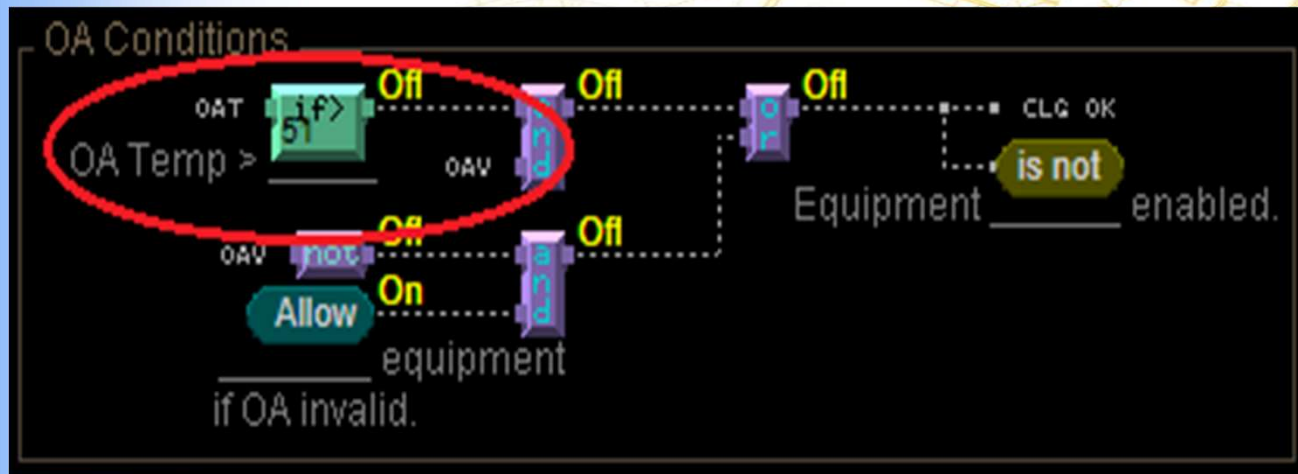 OA Conditions
OAT if> 51 Off and Off or Off CLG OK
OA Temp > OAV is not
Equipment enabled.
OAV not Off and Off
Allow On
equipment
if OA invalid.